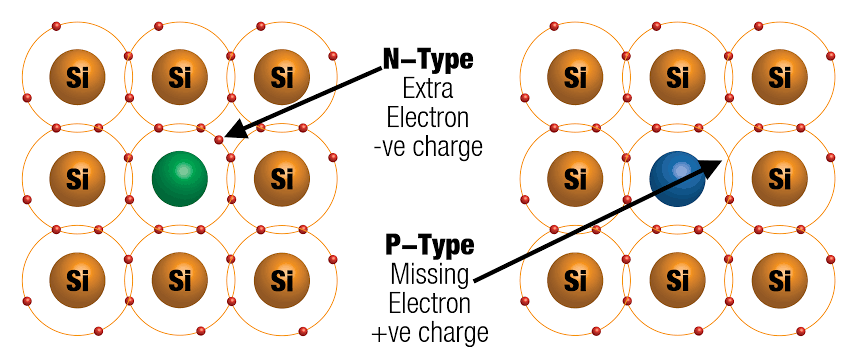 Si Si Si
N–Type
Extra
Electron
-ve charge
Si Si Si
Si Si
Si Si
P–Type
Missing
Electron
+ve charge
Si Si Si
Si Si Si